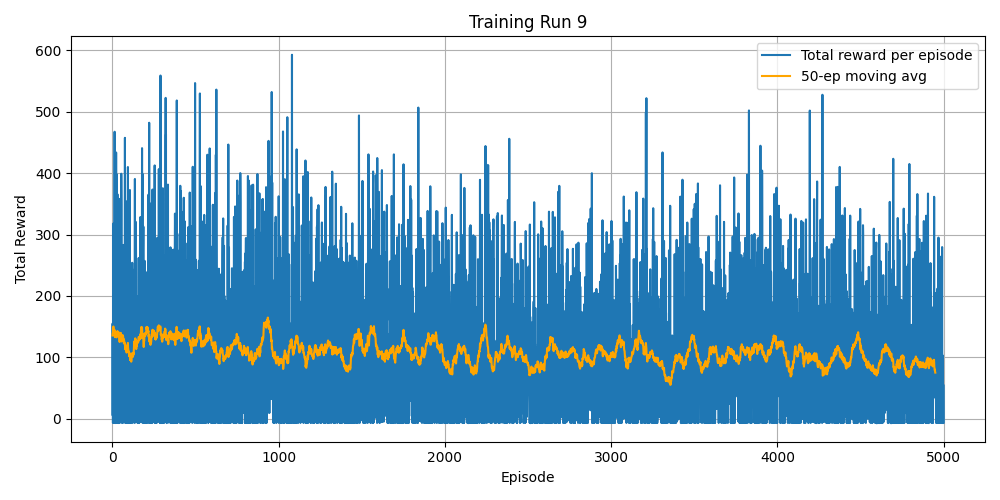 Training Run 9
Total reward per episode
50-ep moving avg
Total Reward
600
500
400
300
200
100
0
0 1000 2000 3000 4000 5000
Episode